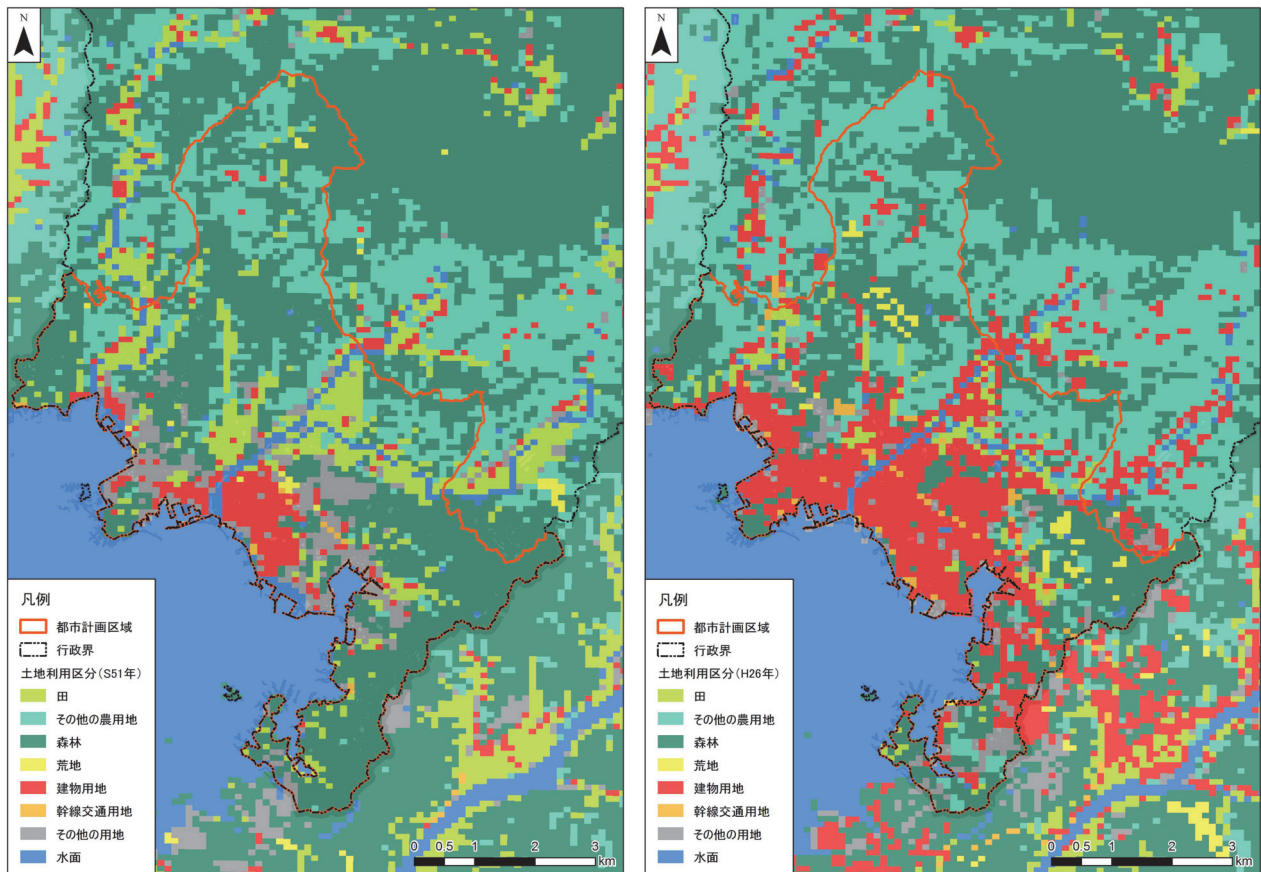 N
凡例
都市計画区域
行政界
土地利用区分(S51年)
田
その他の農用地
森林
荒地
建物用地
幹線交通用地
その他の用地
水面
0 0.5 1 2 3
km
N
凡例
都市計画区域
行政界
土地利用区分(H26年)
田
その他の農用地
森林
荒地
建物用地
幹線交通用地
その他の用地
水面
0 0.5 1 2 3
km